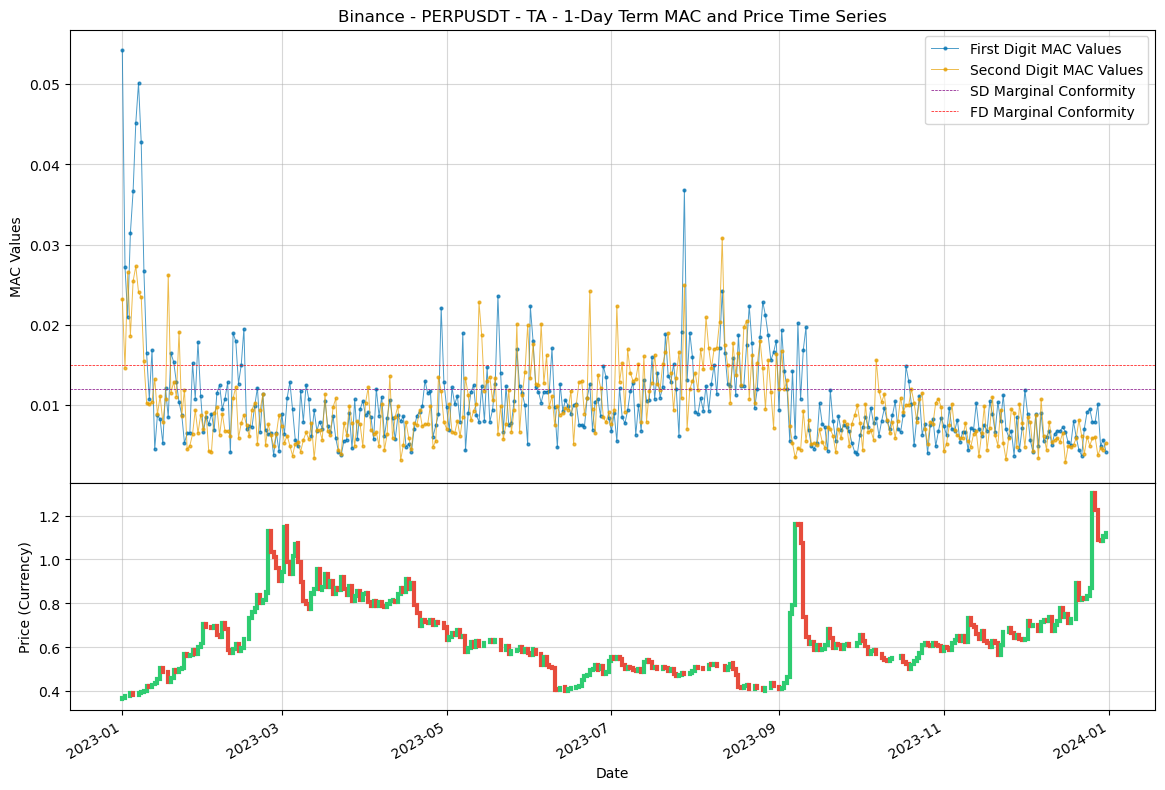 Binance - PERPUSDT - TA - 1-Day Term MAC and Price Time Series
First Digit MAC Values
Second Digit MAC Values
SD Marginal Conformity
FD Marginal Conformity
MAC Values
0.05
0.04
0.03
0.02
0.01
Price (Currency)
1.2
1.0
0.8
0.6
0.4
2023-01
2023-03
2023-05
2023-07
2023-09
2023-11
2024-01
Date